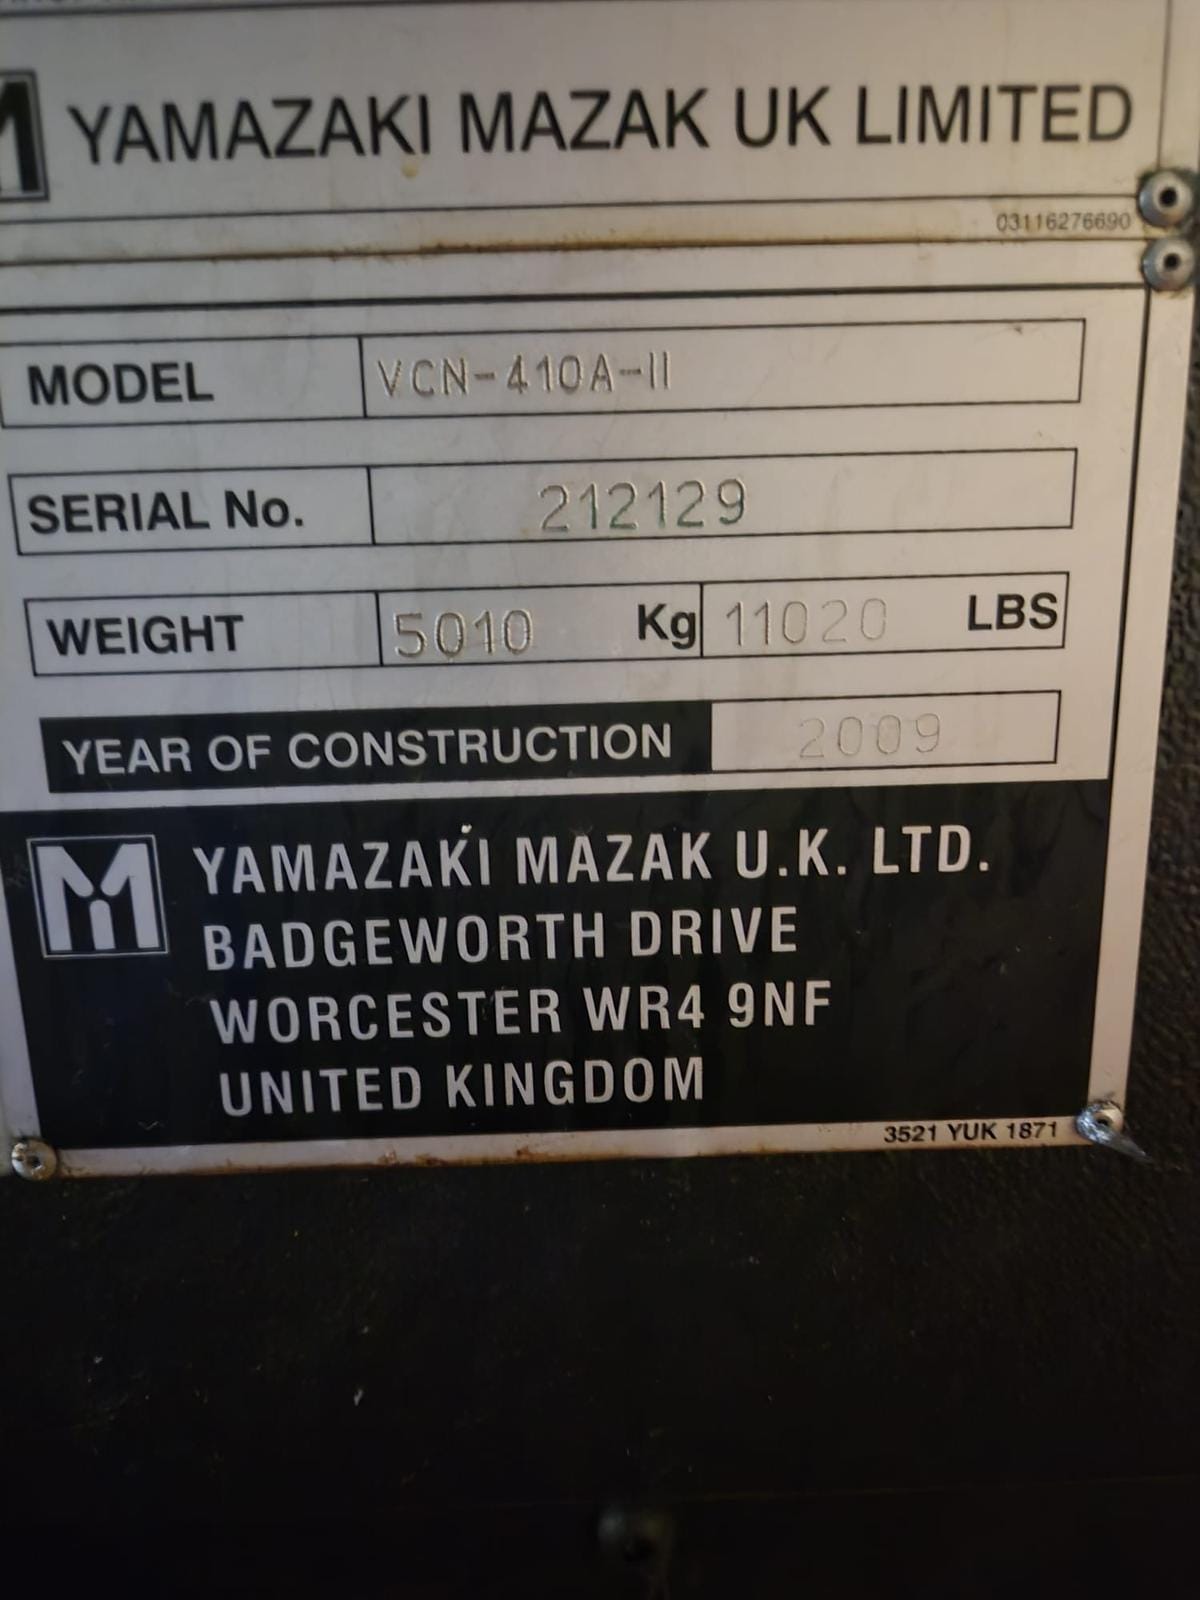 YAMAZAKI MAZAK UK LIMITED
03116276690
MODEL VCN-410A-II
SERIAL No. 212129
WEIGHT 5010 Kg 11020 LBS
YEAR OF CONSTRUCTION 2009
YAMAZAKI MAZAK U.K. LTD.
BADGEWORTH DRIVE
WORCESTER WR4 9NF
UNITED KINGDOM
3521 YUK 1871